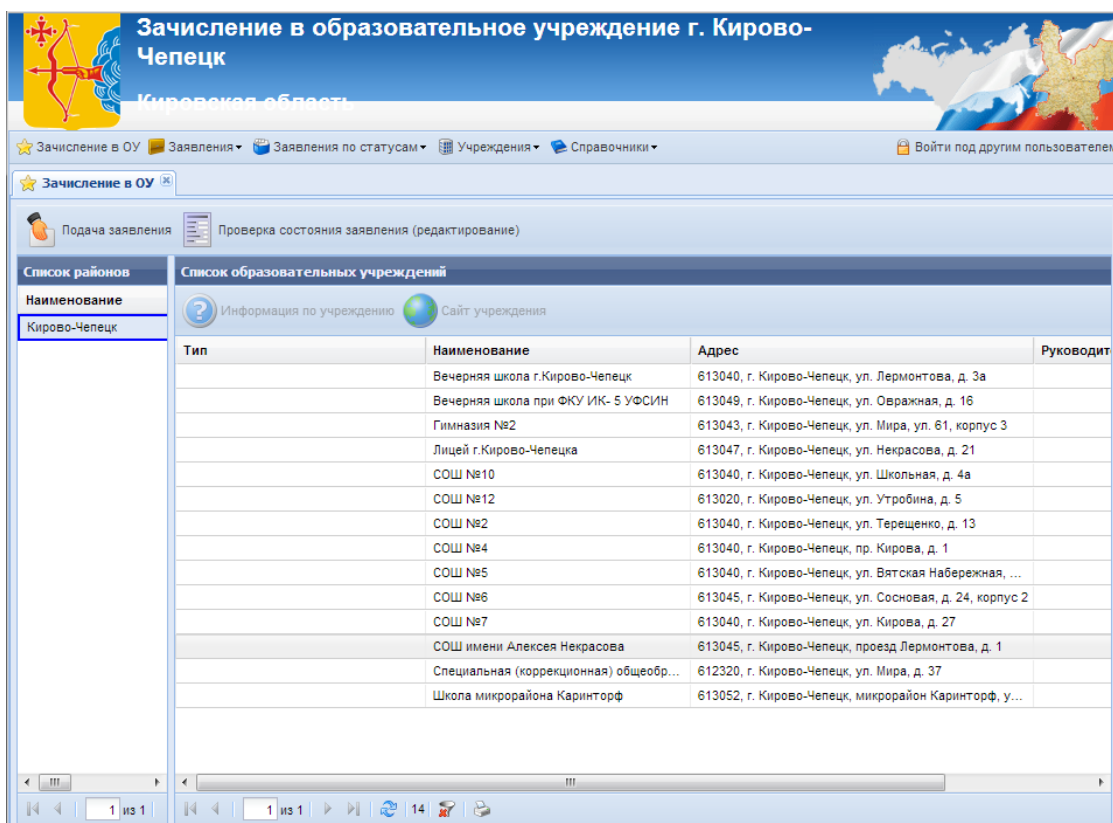 Зачисление в образовательное учреждение г. Кирово-
Чепецк
Кировская область
Зачисление в ОУ Заявления Заявления по статусам Учреждения Справочники Войти под другим пользователем
Зачисление в ОУ
Подача заявления Проверка состояния заявления (редактирование)
Список районов Список образовательных учреждений
Наименование
Информация по учреждению Сайт учреждения
Кирово-Чепецк
Тип Наименование Адрес Руководит
Вечерняя школа г.Кирово-Чепецк 613040, г. Кирово-Чепецк, ул. Лермонтова, д. 3а
Вечерняя школа при ФКУ ИК- 5 УФСИН 613049, г. Кирово-Чепецк, ул. Овражная, д. 16
Гимназия №2 613043, г. Кирово-Чепецк, ул. Мира, ул. 61, корпус 3
Лицей г.Кирово-Чепецка 613047, г. Кирово-Чепецк, ул. Некрасова, д. 21
СОШ №10 613040, г. Кирово-Чепецк, ул. Школьная, д. 4а
СОШ №12 613020, г. Кирово-Чепецк, ул. Утробина, д. 5
СОШ №2 613040, г. Кирово-Чепецк, ул. Терещенко, д. 13
СОШ №4 613040, г. Кирово-Чепецк, пр. Кирова, д. 1
СОШ №5 613040, г. Кирово-Чепецк, ул. Вятская Набережная, ...
СОШ №6 613045, г. Кирово-Чепецк, ул. Сосновая, д. 24, корпус 2
СОШ №7 613040, г. Кирово-Чепецк, ул. Кирова, д. 27
СОШ имени Алексея Некрасова 613045, г. Кирово-Чепецк, проезд Лермонтова, д. 1
Специальная (коррекционная) общеобр... 612320, г. Кирово-Чепецк, ул. Мира, д. 37
Школа микрорайона Каринторф 613052, г. Кирово-Чепецк, микрорайон Каринторф, у...
1 из 1 1 из 1 14